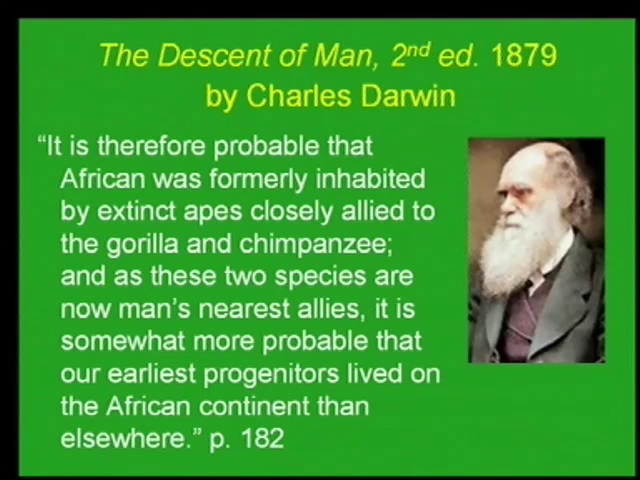 The Descent of Man, 2nd ed. 1879
by Charles Darwin
“It is therefore probable that
African was formerly inhabited
by extinct apes closely allied to
the gorilla and chimpanzee;
and as these two species are
now man’s nearest allies, it is
somewhat more probable that
our earliest progenitors lived on
the African continent than
elsewhere.” p. 182